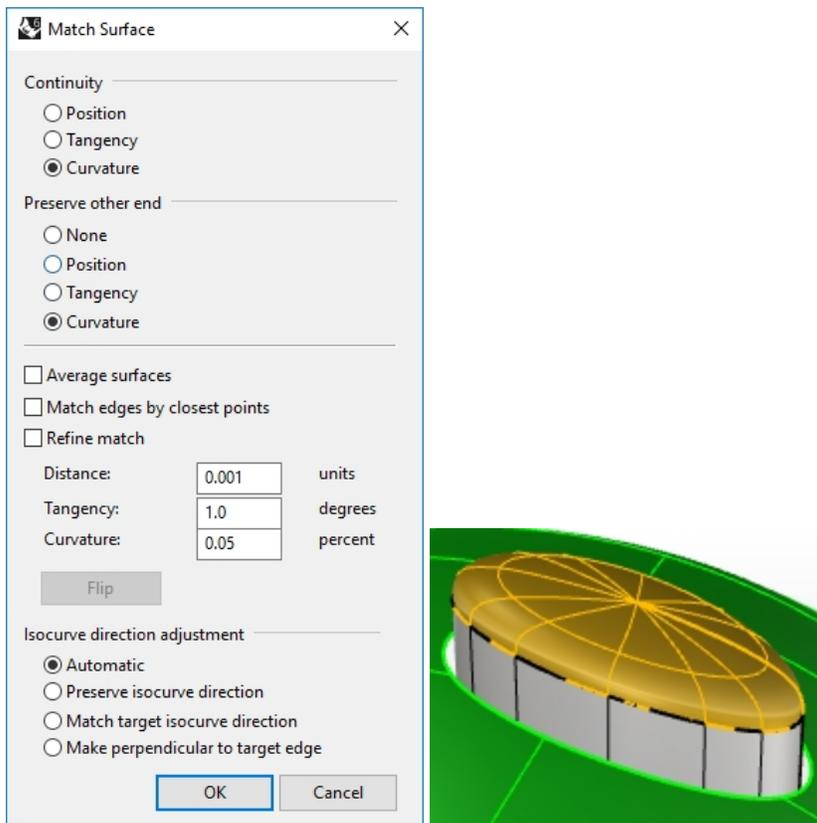 Match Surface
Continuity
Position
Tangency
Curvature
Preserve other end
None
Position
Tangency
Curvature
Average surfaces
Match edges by closest points
Refine match
Distance: 0.001 units
Tangency: 1.0 degrees
Curvature: 0.05 percent
Flip
Isocurve direction adjustment
Automatic
Preserve isocurve direction
Match target isocurve direction
Make perpendicular to target edge
OK Cancel